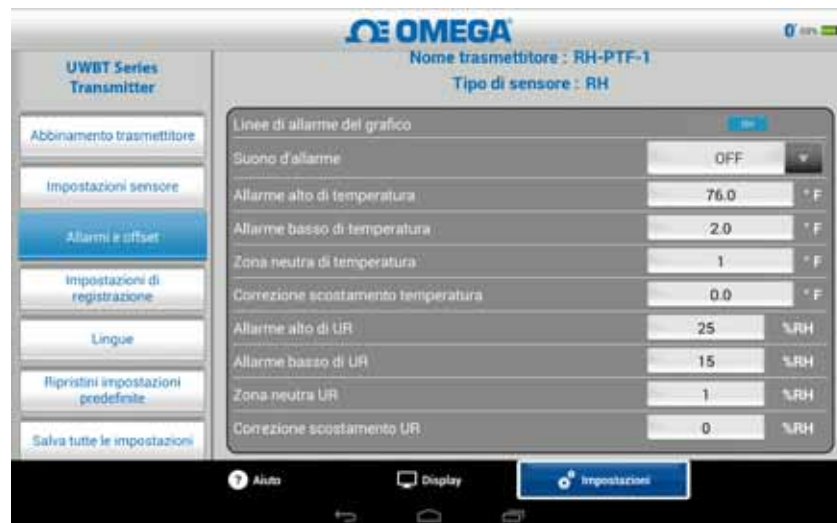 OMEGA
UWBT Series
Transmitter
Nome trasmettitore : RH-PTF-1
Tipo di sensore : RH
Abbinamento trasmettitore
Impostazioni sensore
Allarmi e offset
Impostazioni di
registrazione
Lingue
Ripristini impostazioni
predefinite
Salva tutte le impostazioni
Linee di allarme del grafico
Suono d'allarme OFF
Allarme alto di temperatura 76.0 ° F
Allarme basso di temperatura 2.0 ° F
Zona neutra di temperatura 1 ° F
Correzione scostamento temperatura 0.0 ° F
Allarme alto di UR 25 %RH
Allarme basso di UR 15 %RH
Zona neutra UR 1 %RH
Correzione scostamento UR 0 %RH
? Aiuto
Display
Impostazioni